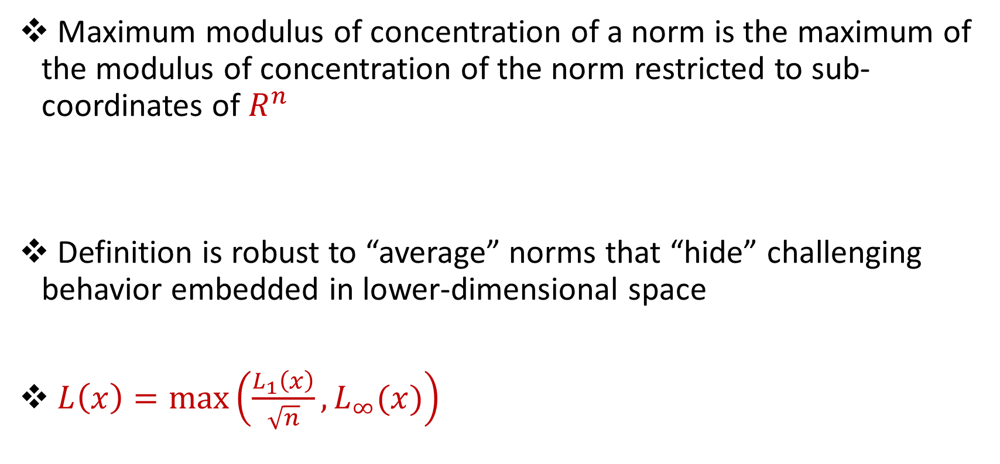 ❖ Maximum modulus of concentration of a norm is the maximum of
the modulus of concentration of the norm restricted to sub-
coordinates of $R^n$
❖ Definition is robust to “average” norms that “hide” challenging
behavior embedded in lower-dimensional space
❖ $L(x) = \max\left(\frac{L_1(x)}{\sqrt{n}}, L_\infty(x)\right)$